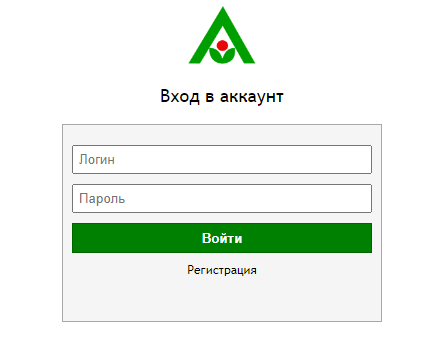 Вход в аккаунт
Логин
Пароль
Войти
Регистрация